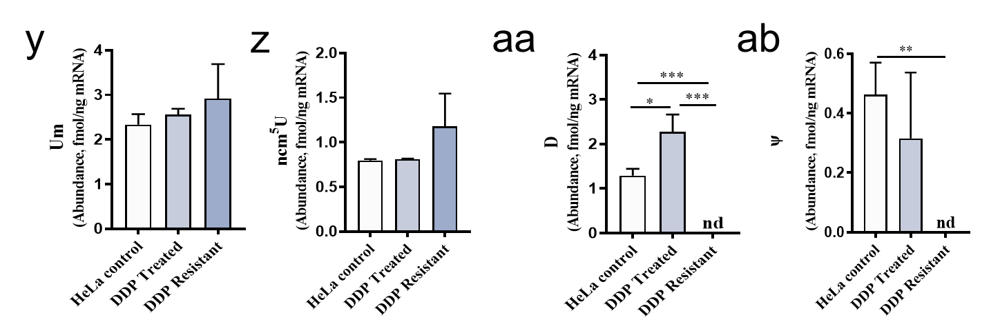 y
Um
(Abundance, fmol/ng mRNA)
4
3
2
1
0
HeLa control
DDP Treated
DDP Resistant
z
ncm⁵U
(Abundance, fmol/ng mRNA)
2.0
1.5
1.0
0.5
0.0
HeLa control
DDP Treated
DDP Resistant
aa
D
(Abundance, fmol/ng mRNA)
4
3
2
1
0
***
*
***
nd
HeLa control
DDP Treated
DDP Resistant
ab
ψ
(Abundance, fmol/ng mRNA)
0.6
0.4
0.2
0.0
**
nd
HeLa control
DDP Treated
DDP Resistant